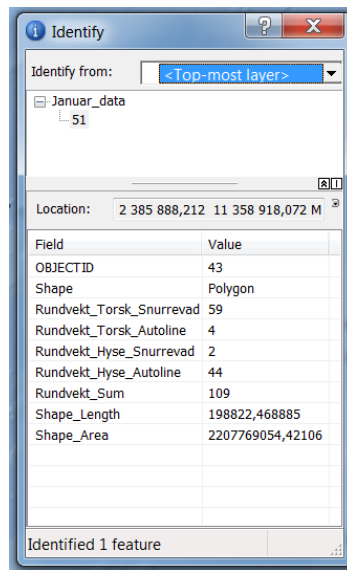 Identify
Identify from: <Top-most layer>
Januar_data
51
Location: 2 385 888,212 11 358 918,072 M
Field Value
OBJECTID 43
Shape Polygon
Rundvekt_Torsk_Snurrevad 59
Rundvekt_Torsk_Autoline 4
Rundvekt_Hyse_Snurrevad 2
Rundvekt_Hyse_Autoline 44
Rundvekt_Sum 109
Shape_Length 198822,468885
Shape_Area 2207769054,42106
Identified 1 feature